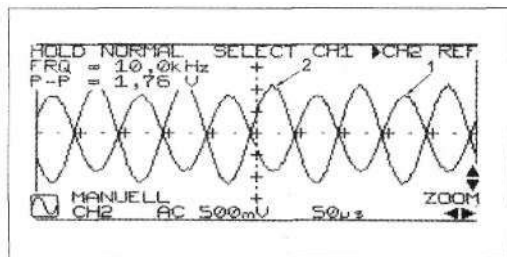 HOLD NORMAL SELECT CH1 ▶CH2 REF
FRQ = 10,0kHz
P-P = 1,76 V
2
1
MANUELL
ZOOM
CH2 AC 500mV 50µs